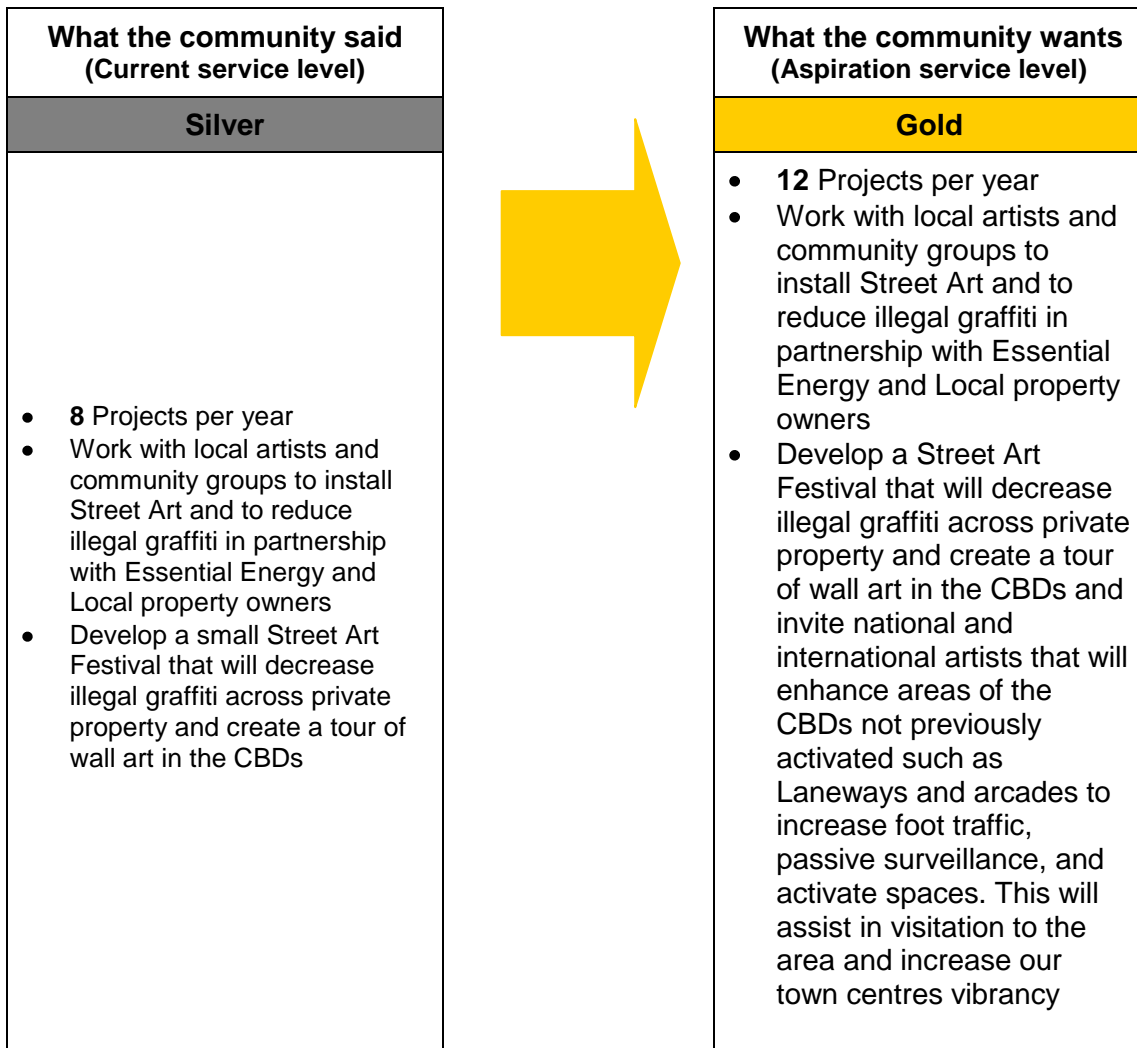 What the community said
(Current service level)
Silver
• 8 Projects per year
• Work with local artists and
community groups to install
Street Art and to reduce
illegal graffiti in partnership
with Essential Energy and
Local property owners
• Develop a small Street Art
Festival that will decrease
illegal graffiti across private
property and create a tour of
wall art in the CBDs
What the community wants
(Aspiration service level)
Gold
• 12 Projects per year
• Work with local artists and
community groups to
install Street Art and to
reduce illegal graffiti in
partnership with Essential
Energy and Local property
owners
• Develop a Street Art
Festival that will decrease
illegal graffiti across private
property and create a tour
of wall art in the CBDs and
invite national and
international artists that will
enhance areas of the
CBDs not previously
activated such as
Laneways and arcades to
increase foot traffic,
passive surveillance, and
activate spaces. This will
assist in visitation to the
area and increase our
town centres vibrancy